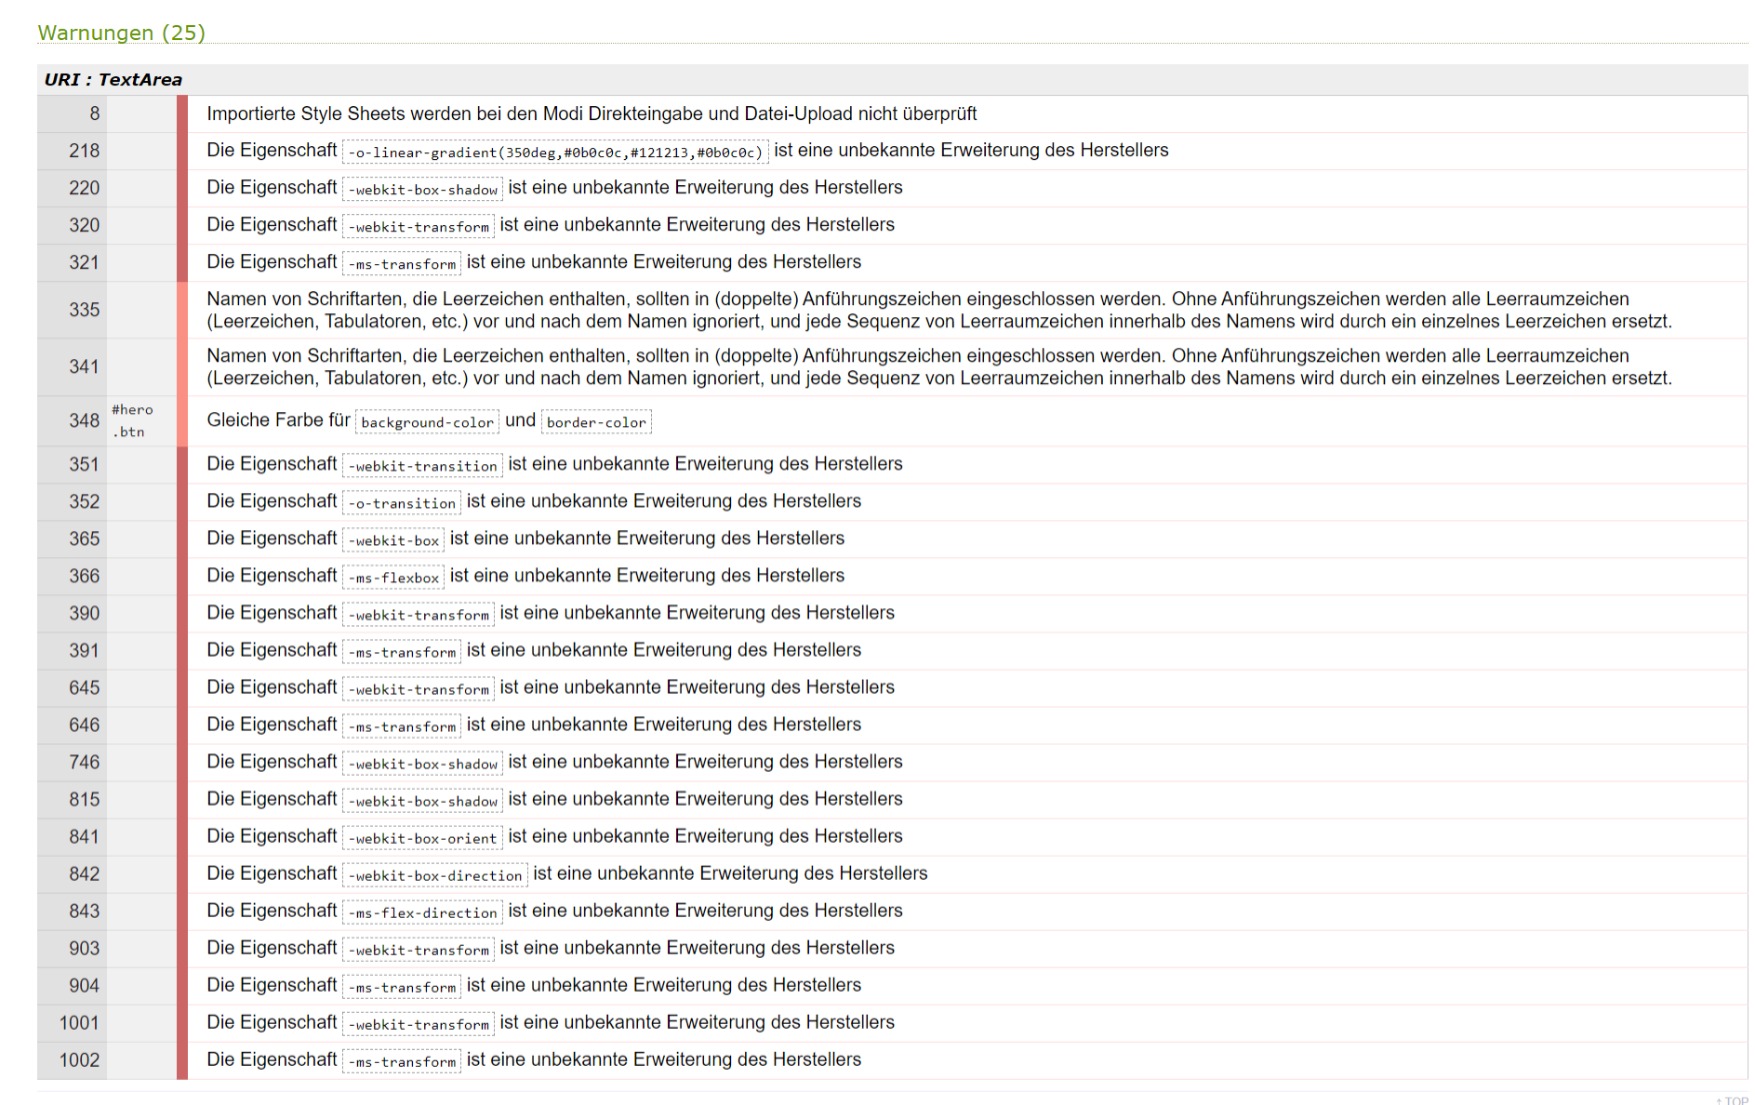 Warnungen (25)
URI : TextArea
8 Importierte Style Sheets werden bei den Modi Direkteingabe und Datei-Upload nicht überprüft
218 Die Eigenschaft -o-linear-gradient(350deg,#0b0c0c,#121213,#0b0c0c) ist eine unbekannte Erweiterung des Herstellers
220 Die Eigenschaft -webkit-box-shadow ist eine unbekannte Erweiterung des Herstellers
320 Die Eigenschaft -webkit-transform ist eine unbekannte Erweiterung des Herstellers
321 Die Eigenschaft -ms-transform ist eine unbekannte Erweiterung des Herstellers
335 Namen von Schriftarten, die Leerzeichen enthalten, sollten in (doppelte) Anführungszeichen eingeschlossen werden. Ohne Anführungszeichen werden alle Leerraumzeichen
(Leerzeichen, Tabulatoren, etc.) vor und nach dem Namen ignoriert, und jede Sequenz von Leerraumzeichen innerhalb des Namens wird durch ein einzelnes Leerzeichen ersetzt.
341 Namen von Schriftarten, die Leerzeichen enthalten, sollten in (doppelte) Anführungszeichen eingeschlossen werden. Ohne Anführungszeichen werden alle Leerraumzeichen
(Leerzeichen, Tabulatoren, etc.) vor und nach dem Namen ignoriert, und jede Sequenz von Leerraumzeichen innerhalb des Namens wird durch ein einzelnes Leerzeichen ersetzt.
348 #hero .btn Gleiche Farbe für background-color und border-color
351 Die Eigenschaft -webkit-transition ist eine unbekannte Erweiterung des Herstellers
352 Die Eigenschaft -o-transition ist eine unbekannte Erweiterung des Herstellers
365 Die Eigenschaft -webkit-box ist eine unbekannte Erweiterung des Herstellers
366 Die Eigenschaft -ms-flexbox ist eine unbekannte Erweiterung des Herstellers
390 Die Eigenschaft -webkit-transform ist eine unbekannte Erweiterung des Herstellers
391 Die Eigenschaft -ms-transform ist eine unbekannte Erweiterung des Herstellers
645 Die Eigenschaft -webkit-transform ist eine unbekannte Erweiterung des Herstellers
646 Die Eigenschaft -ms-transform ist eine unbekannte Erweiterung des Herstellers
746 Die Eigenschaft -webkit-box-shadow ist eine unbekannte Erweiterung des Herstellers
815 Die Eigenschaft -webkit-box-shadow ist eine unbekannte Erweiterung des Herstellers
841 Die Eigenschaft -webkit-box-orient ist eine unbekannte Erweiterung des Herstellers
842 Die Eigenschaft -webkit-box-direction ist eine unbekannte Erweiterung des Herstellers
843 Die Eigenschaft -ms-flex-direction ist eine unbekannte Erweiterung des Herstellers
903 Die Eigenschaft -webkit-transform ist eine unbekannte Erweiterung des Herstellers
904 Die Eigenschaft -ms-transform ist eine unbekannte Erweiterung des Herstellers
1001 Die Eigenschaft -webkit-transform ist eine unbekannte Erweiterung des Herstellers
1002 Die Eigenschaft -ms-transform ist eine unbekannte Erweiterung des Herstellers
↑ TOP